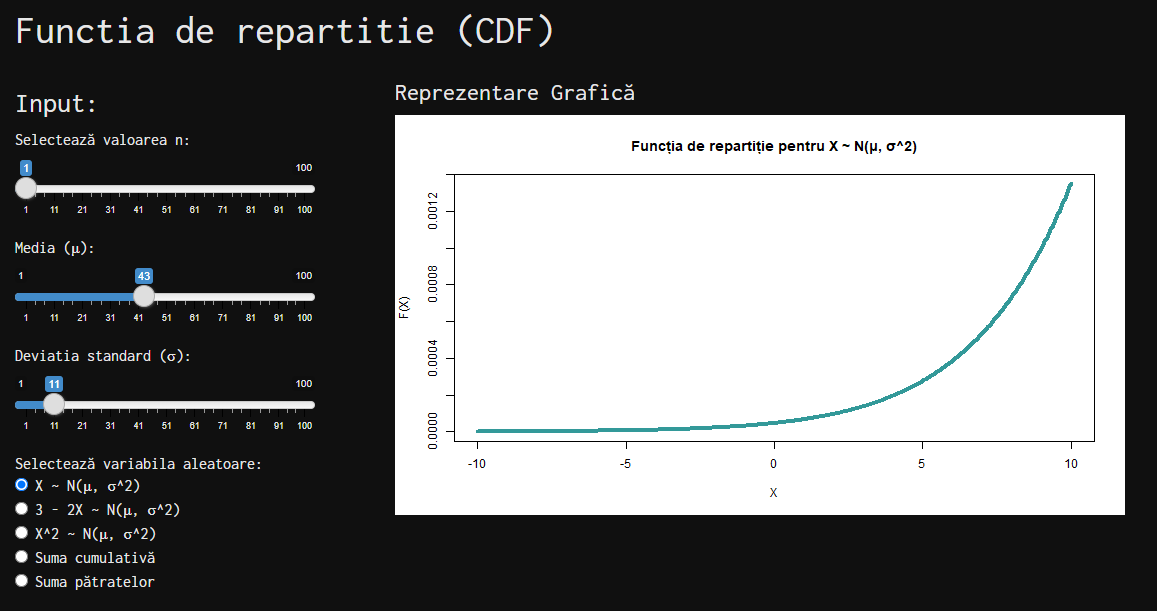 Functia de repartitie (CDF)
Input:
Selectează valoarea n:
1 100
1 11 21 31 41 51 61 71 81 91 100
Media (μ):
1 43 100
1 11 21 31 41 51 61 71 81 91 100
Deviatia standard (σ):
1 11 100
1 11 21 31 41 51 61 71 81 91 100
Selectează variabila aleatoare:
X ~ N(μ, σ^2)
3 - 2X ~ N(μ, σ^2)
X^2 ~ N(μ, σ^2)
Suma cumulativă
Suma pătratelor
Reprezentare Grafică
Funcția de repartiție pentru X ~ N(μ, σ^2)
F(X)
0.0012
0.0008
0.0004
0.0000
-10 -5 0 5 10
X